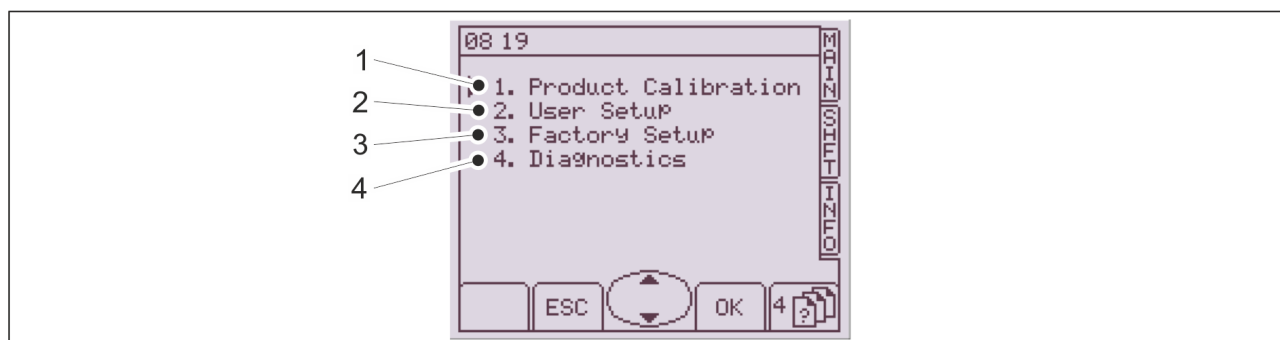 08 19
1. Product Calibration
2. User Setup
3. Factory Setup
4. Diagnostics
MAIN
SHFT
INFO
ESC
OK
4 ?
1
2
3
4